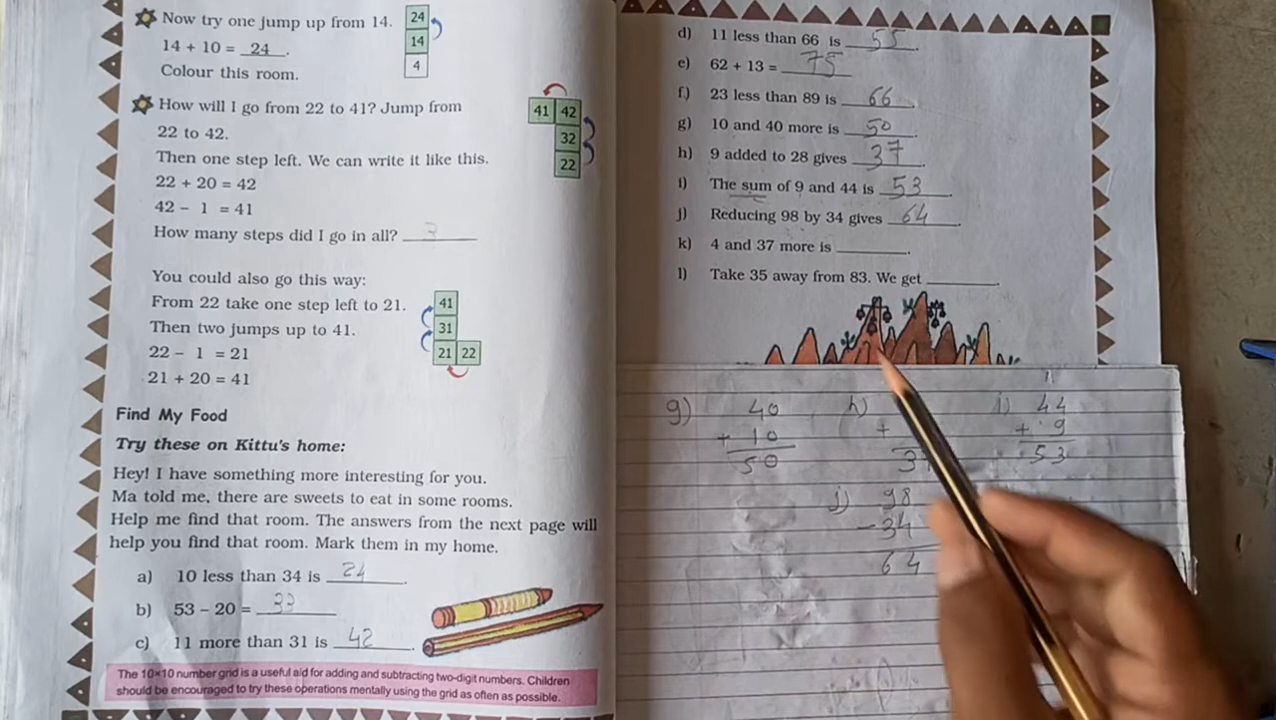 Now try one jump up from 14.
14 + 10 = 24.
Colour this room.
24
14
4
How will I go from 22 to 41? Jump from
22 to 42.
Then one step left. We can write it like this.
22 + 20 = 42
42 - 1 = 41
How many steps did I go in all? 3
41 42
32
22
You could also go this way:
From 22 take one step left to 21.
Then two jumps up to 41.
22 - 1 = 21
21 + 20 = 41
41
31
21 22
Find My Food
Try these on Kittu's home:
Hey! I have something more interesting for you.
Ma told me, there are sweets to eat in some rooms.
Help me find that room. The answers from the next page will
help you find that room. Mark them in my home.
a) 10 less than 34 is 24.
b) 53 – 20 = 33
c) 11 more than 31 is 42.
The 10×10 number grid is a useful aid for adding and subtracting two-digit numbers. Children
should be encouraged to try these operations mentally using the grid as often as possible.
d) 11 less than 66 is 55.
e) 62 + 13 = 75
f) 23 less than 89 is 66.
g) 10 and 40 more is 50.
h) 9 added to 28 gives 37.
i) The sum of 9 and 44 is 53.
j) Reducing 98 by 34 gives 64.
k) 4 and 37 more is ______.
l) Take 35 away from 83. We get ______.
g) 40
+ 10
50
h)
+
i) 44
+ 9
53
j) 98
- 34
64